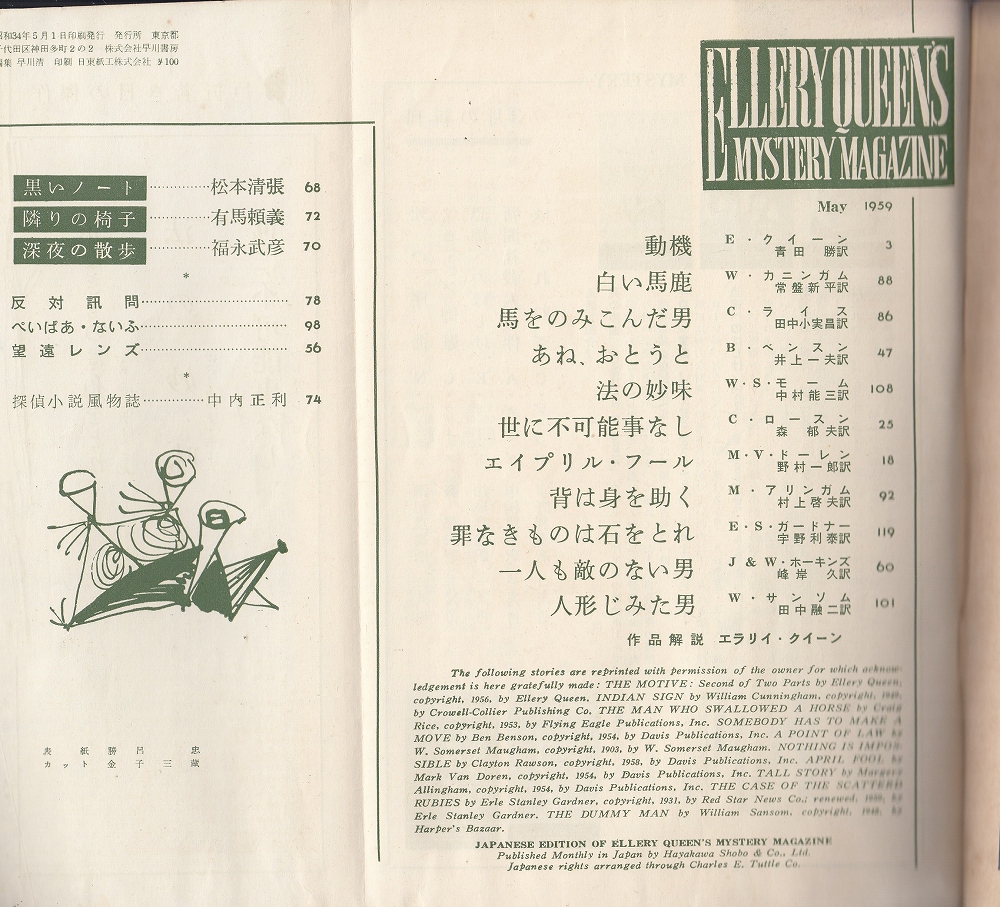 ELLERY QUEEN'S
MYSTERY MAGAZINE
May 1959
動機 E・クイーン 青田 勝訳 3
白い馬鹿 W・カニンガム 常盤新平訳 88
馬をのみこんだ男 C・ライス 田中小実昌訳 86
あね、おとうと B・ベンスン 井上一夫訳 47
法の妙味 W・S・モーム 中村能三訳 108
世に不可能事なし C・ロースン 森 郁夫訳 25
エイプリル・フール M・V・ドーレン 野村一郎訳 18
背は身を助く M・アリンガム 村上啓夫訳 92
罪なきものは石をとれ E・S・ガードナー 宇野利泰訳 119
一人も敵のない男 J & W・ホーキンズ 峰岸 久訳 60
人形じみた男 W・サンソム 田中融二訳 101
作品解説 エラリイ・クイーン
The following stories are reprinted with permission of the owner for which acknow-
ledgement is here gratefully made: THE MOTIVE: Second of Two Parts by Ellery Queen,
copyright, 1956, by Ellery Queen. INDIAN SIGN by William Cunningham, copyright,
by Crowell-Collier Publishing Co. THE MAN WHO SWALLOWED A HORSE by Craig
Rice, copyright, 1953, by Flying Eagle Publications, Inc. SOMEBODY HAS TO MAKE A
MOVE by Ben Benson, copyright, 1954, by Davis Publications, Inc. A POINT OF LAW by
W. Somerset Maugham, copyright, 1903, by W. Somerset Maugham. NOTHING IS IMPOS-
SIBLE by Clayton Rawson, copyright, 1958, by Davis Publications, Inc. APRIL FOOL by
Mark Van Doren, copyright, 1954, by Davis Publications, Inc. TALL STORY by Margery
Allingham, copyright, 1954, by Davis Publications, Inc. THE CASE OF THE SCATTERD
RUBIES by Erle Stanley Gardner, copyright, 1931, by Red Star News Co.; renewed, by
Erle Stanley Gardner. THE DUMMY MAN by William Sansom, copyright, by
Harper's Bazaar.
JAPANESE EDITION OF ELLERY QUEEN'S MYSTERY MAGAZINE
Published Monthly in Japan by Hayakawa Shobo & Co., Ltd.
Japanese rights arranged through Charles E. Tuttle Co.
昭和34年5月1日印刷発行 発行所 東京都
千代田区神田多町2の2 株式会社早川書房
編集 早川清 印刷 日東紙工株式会社 ¥100
黒いノート…………松本清張 68
隣りの椅子…………有馬頼義 72
深夜の散歩…………福永武彦 70
*
反対訊問………………………… 78
ぺいぱあ・ないふ………………………… 98
望遠レンズ………………………… 56
*
探偵小説風物誌…………中内正利 74
表紙 勝呂 忠
カット 金子三蔵